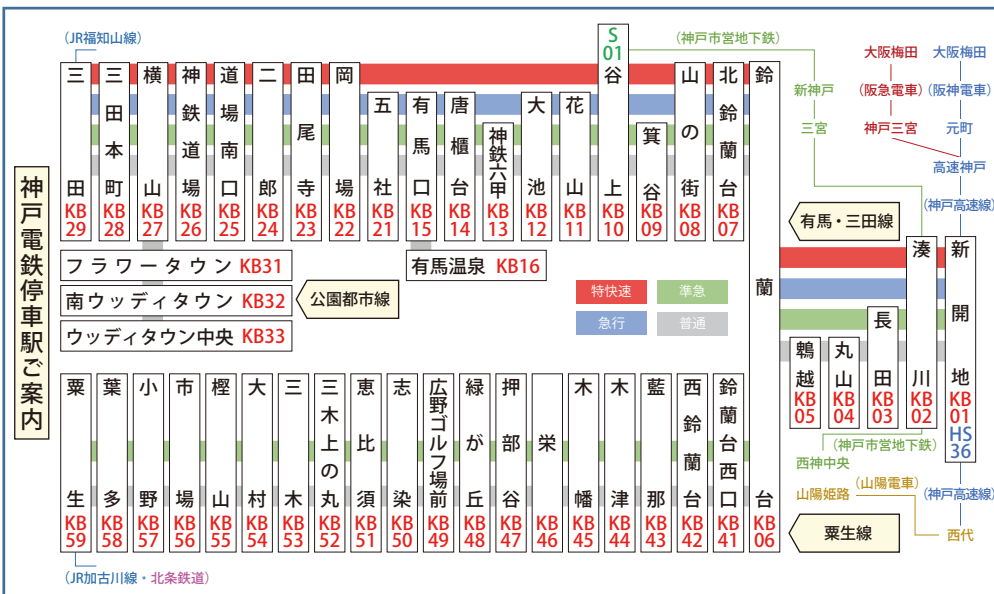 神戸電鉄停車駅ご案内
(JR福知山線)
三田 KB29
三田本町 KB28
横山 KB27
神鉄道場 KB26
道場南口 KB25
二郎 KB24
田尾寺 KB23
岡場 KB22
五社 KB21
有馬口 KB15
唐櫃台 KB14
神鉄六甲 KB13
大池 KB12
花山 KB11
S01 谷上 KB10
箕谷 KB09
山の街 KB08
北鈴蘭台 KB07
鈴蘭台 KB06
(神戸市営地下鉄)
新神戸
三宮
大阪梅田
(阪急電車)
神戸三宮
大阪梅田
(阪神電車)
元町
高速神戸
(神戸高速線)
有馬・三田線
フラワータウン KB31
南ウッディタウン KB32
ウッディタウン中央 KB33
公園都市線
有馬温泉 KB16
特快速
準急
急行
普通
鵯越 KB05
丸山 KB04
長田 KB03
湊川 KB02
新開地 KB01 HS36
(神戸市営地下鉄)
西神中央
山陽姫路
(山陽電車)
(神戸高速線)
西代
粟生線
粟生 KB59
葉多 KB58
小野 KB57
市場 KB56
樫山 KB55
大村 KB54
三木 KB53
三木上の丸 KB52
恵比須 KB51
志染 KB50
広野ゴルフ場前 KB49
緑が丘 KB48
押部谷 KB47
栄 KB46
木幡 KB45
木津 KB44
藍那 KB43
西鈴蘭台 KB42
鈴蘭台西口 KB41
(JR加古川線・北条鉄道)